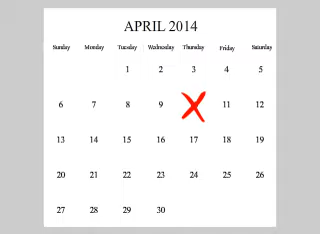 APRIL 2014
Sunday Monday Tuesday Wednesday Thursday Friday Saturday
1 2 3 4 5
6 7 8 9 11 12
13 14 15 16 17 18 19
20 21 22 23 24 25 26
27 28 29 30